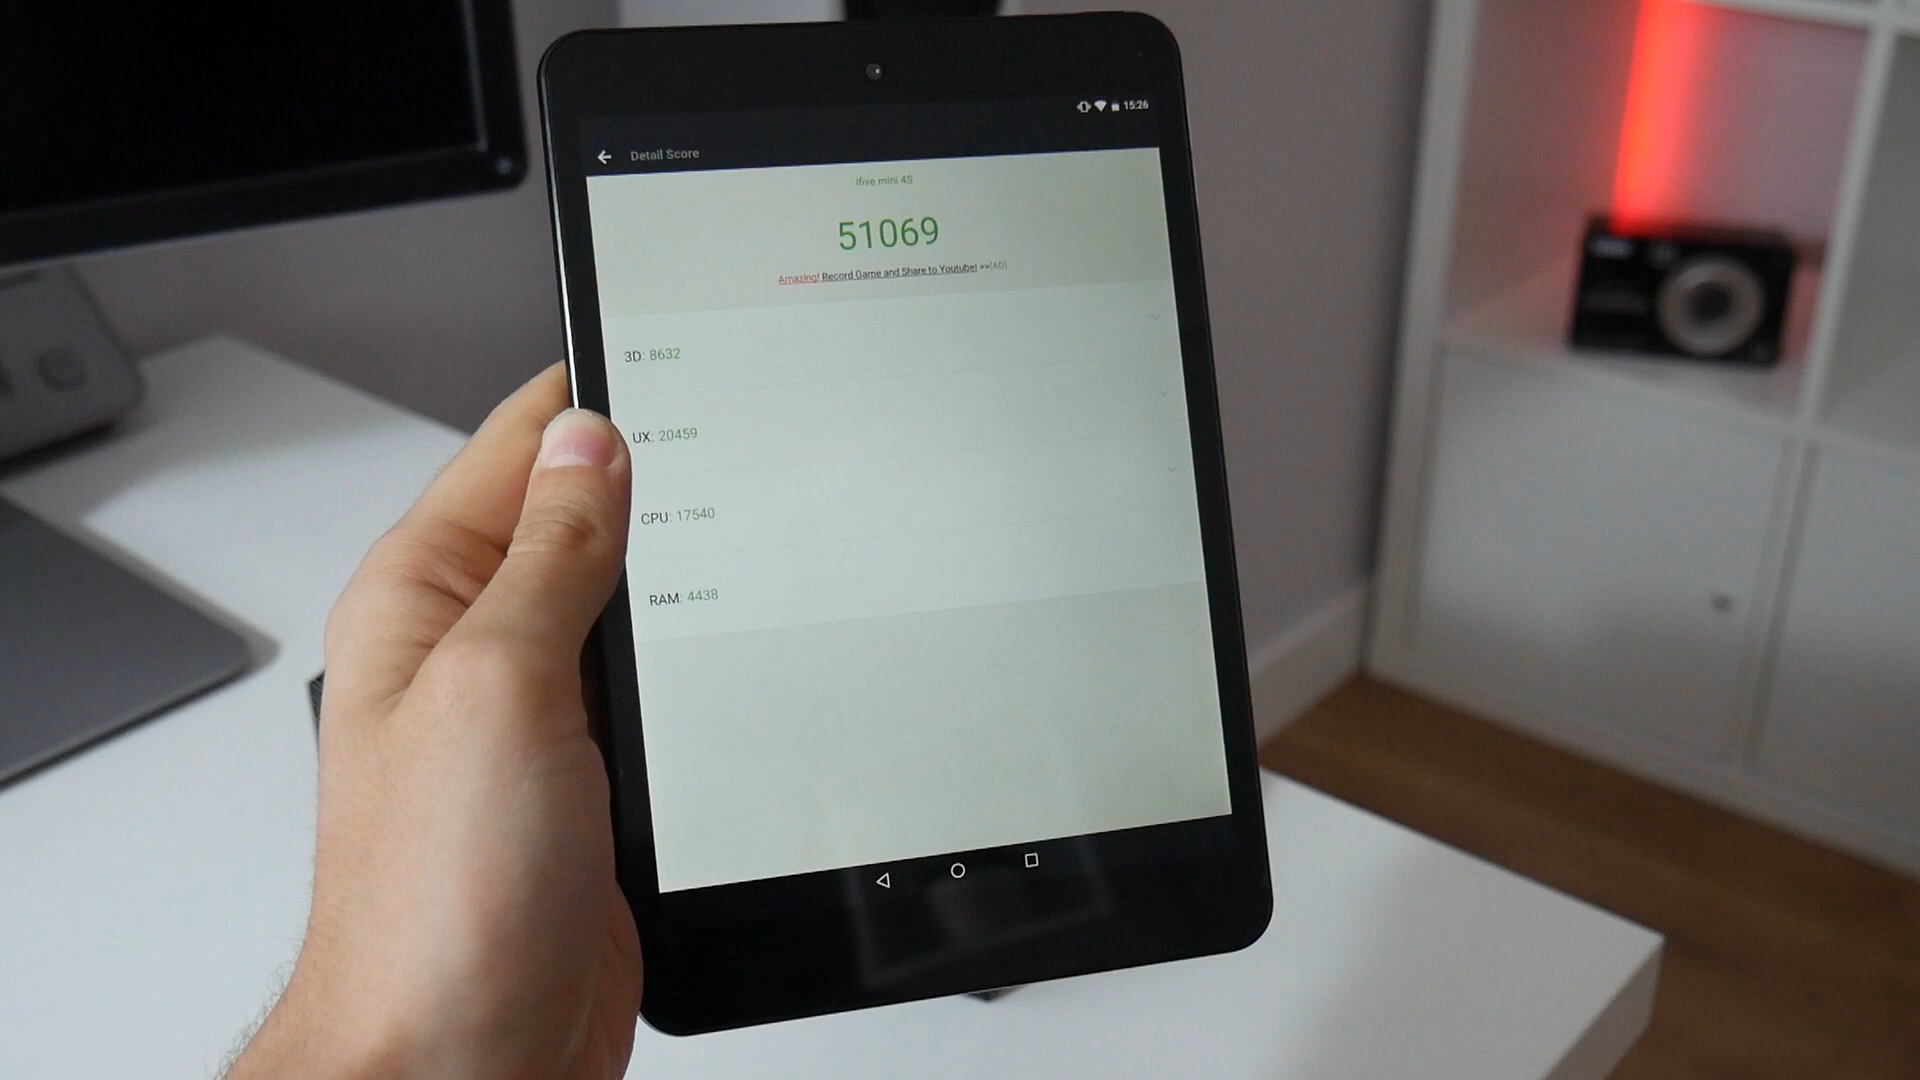 15:26
Detail Score
Ifive mini 4S
51069
Amazing! Record Game and Share to Youtube! >>(AD)
3D: 8632
UX: 20459
CPU: 17540
RAM: 4438